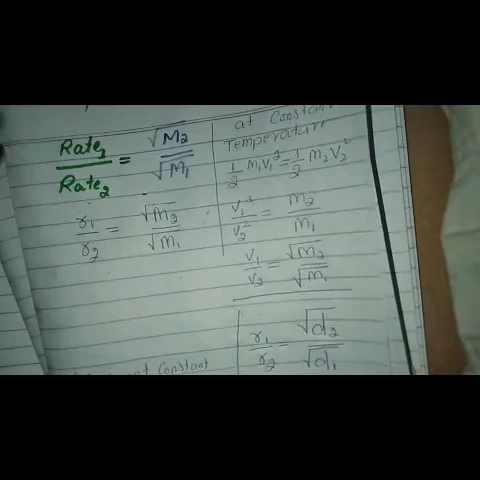 Rate₁/Rate₂ = √M₂/√M₁
r₁/r₂ = √M₂/√M₁
at Constant
Temperature
1/2 m₁v₁² = 1/2 m₂v₂²
v₁²/v₂² = m₂/m₁
v₁/v₂ = √m₂/√m₁
r₁/r₂ = √d₂/√d₁
Constant